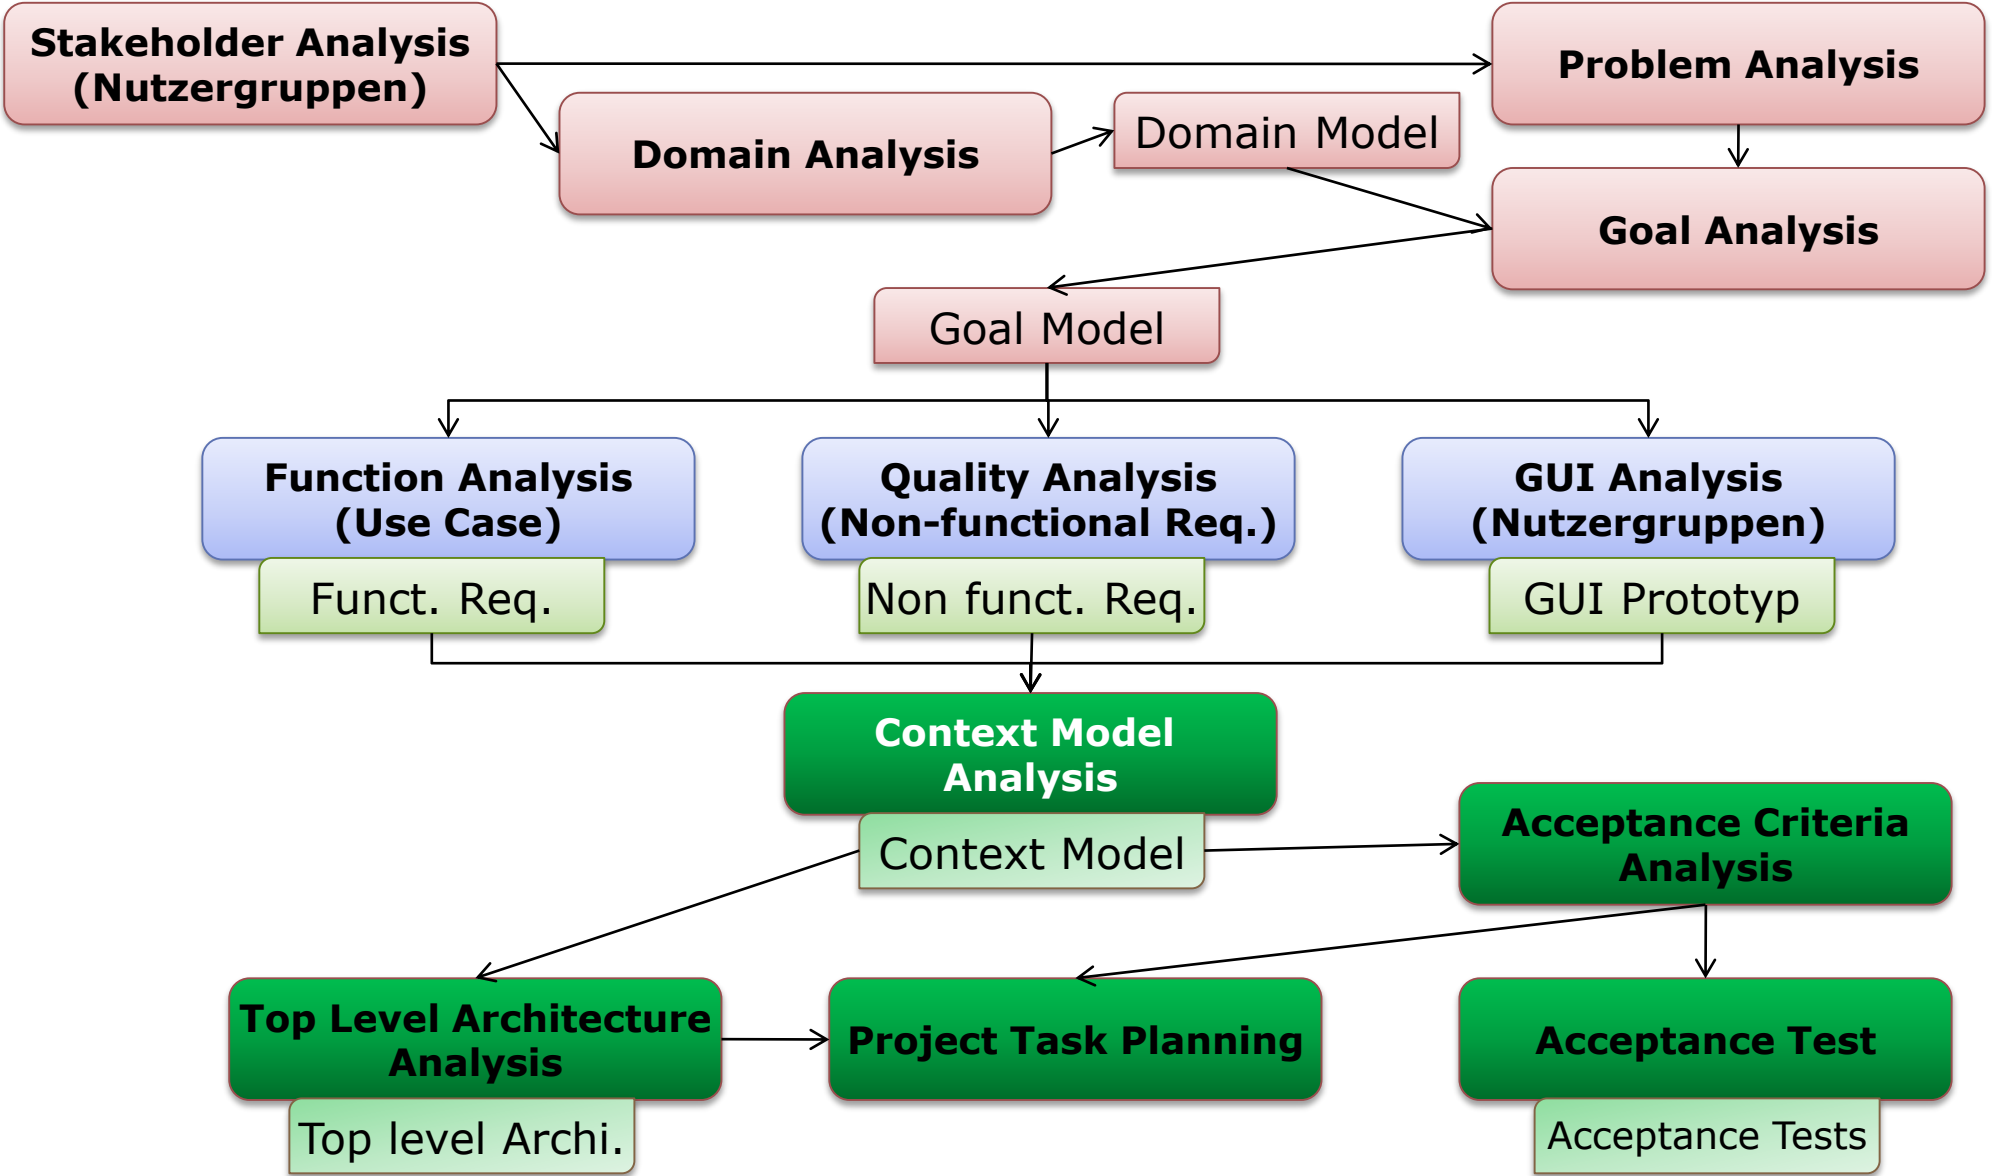 Stakeholder Analysis
(Nutzergruppen)
Problem Analysis
Domain Analysis
Domain Model
Goal Analysis
Goal Model
Function Analysis
(Use Case)
Quality Analysis
(Non-functional Req.)
GUI Analysis
(Nutzergruppen)
Funct. Req.
Non funct. Req.
GUI Prototyp
Context Model
Analysis
Context Model
Acceptance Criteria
Analysis
Top Level Architecture
Analysis
Project Task Planning
Acceptance Test
Top level Archi.
Acceptance Tests